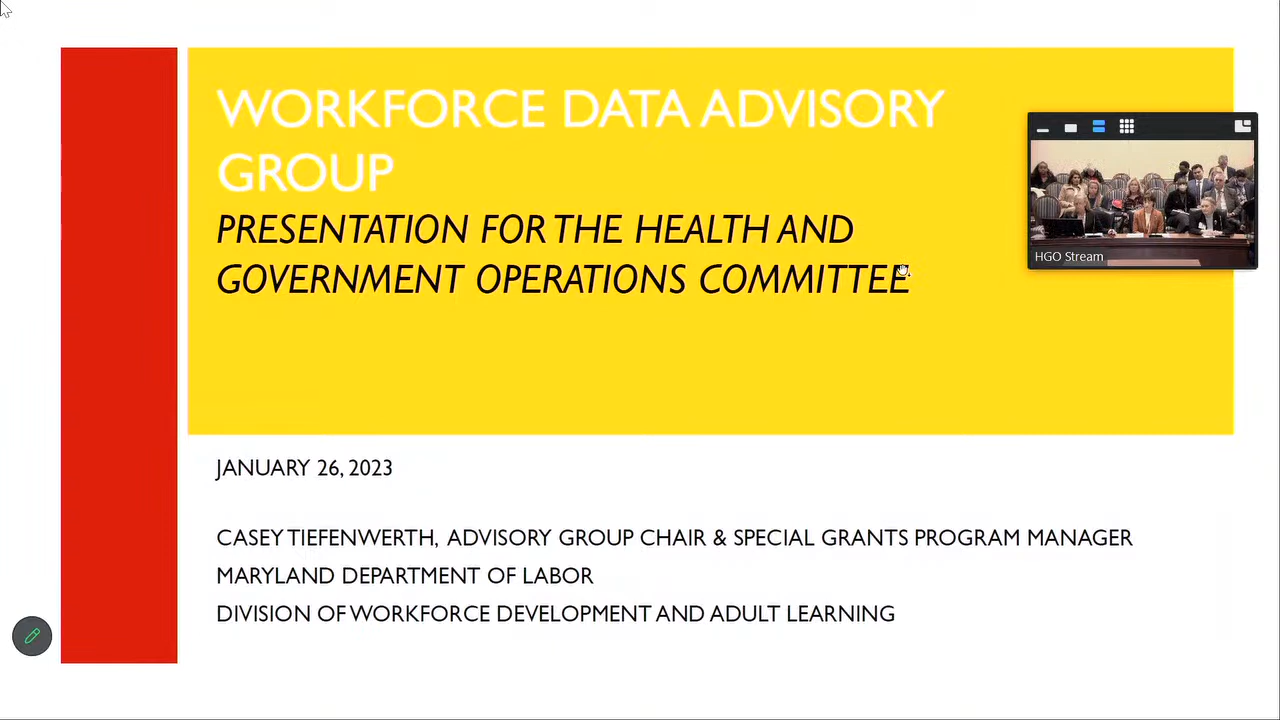 WORKFORCE DATA ADVISORY
GROUP
PRESENTATION FOR THE HEALTH AND
GOVERNMENT OPERATIONS COMMITTEE
HGO Stream
JANUARY 26, 2023
CASEY TIEFENWERTH, ADVISORY GROUP CHAIR & SPECIAL GRANTS PROGRAM MANAGER
MARYLAND DEPARTMENT OF LABOR
DIVISION OF WORKFORCE DEVELOPMENT AND ADULT LEARNING